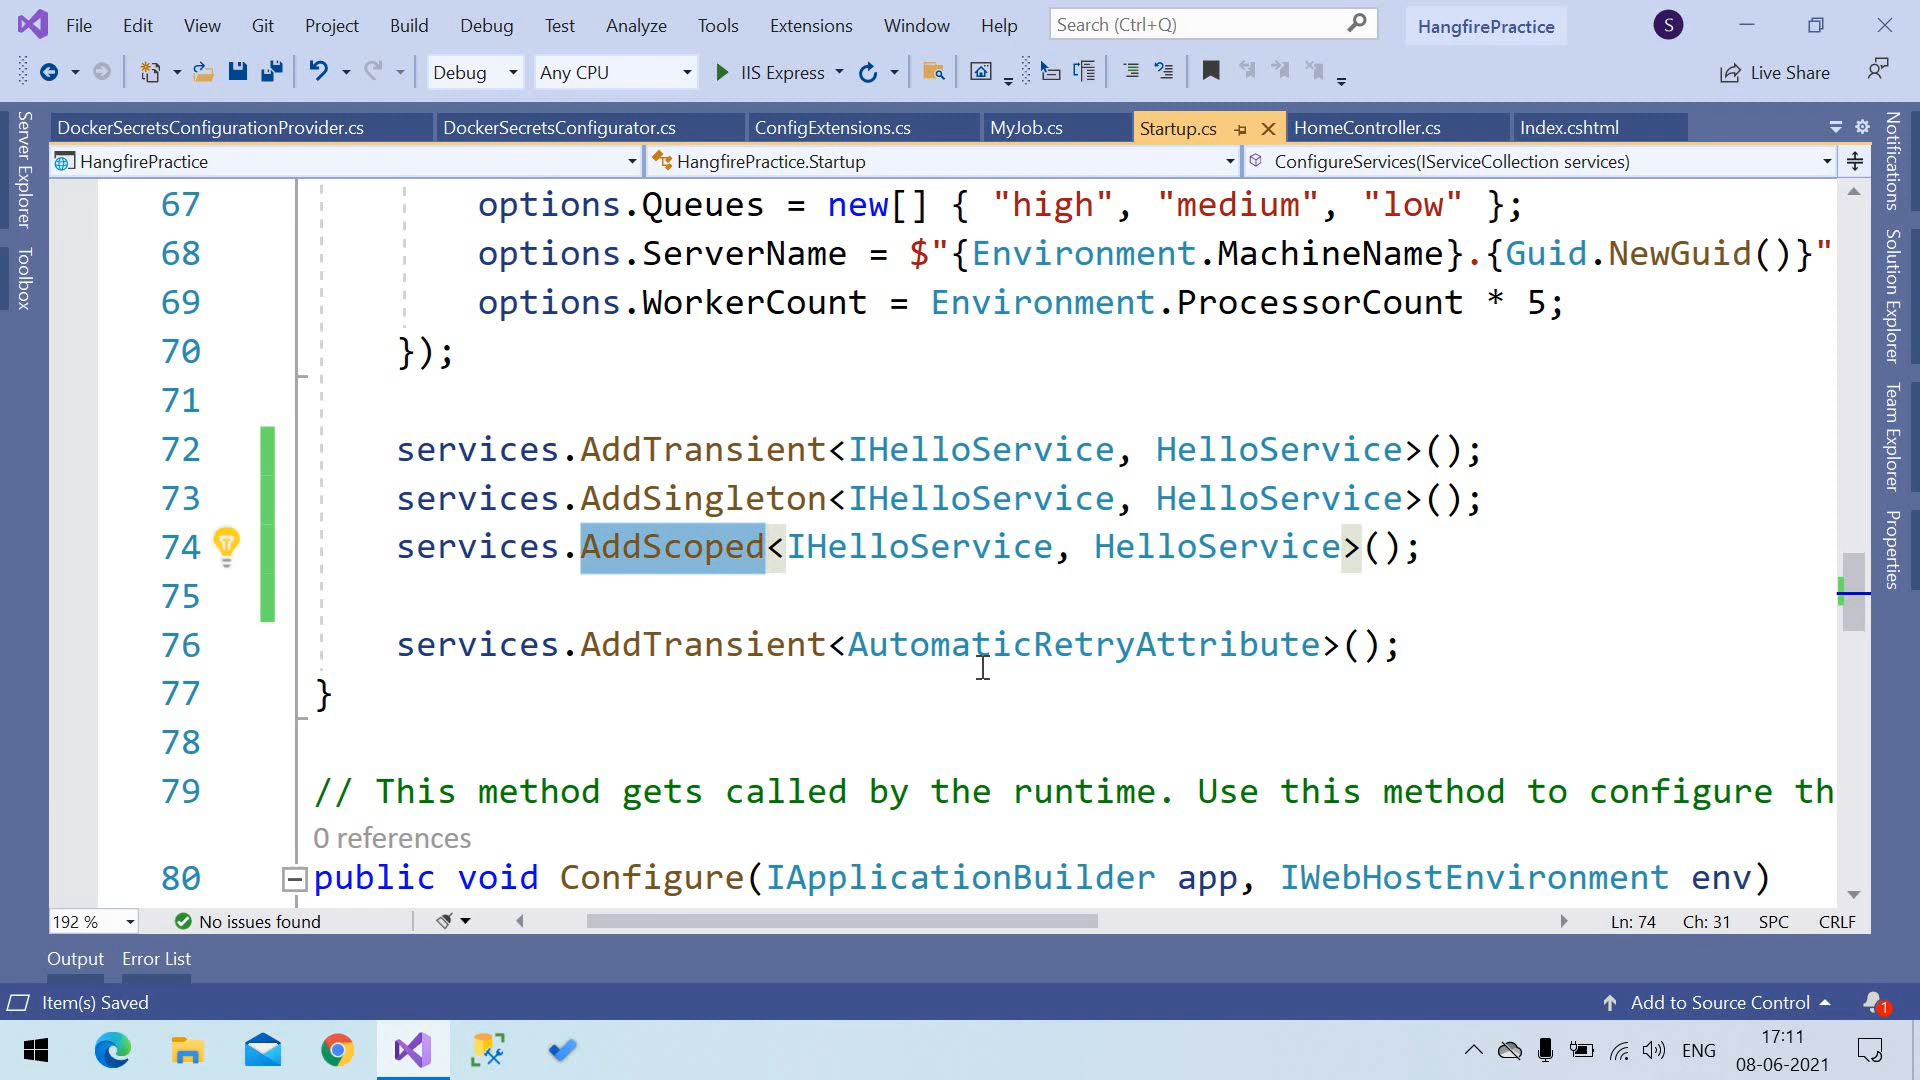 File Edit View Git Project Build Debug Test Analyze Tools Extensions Window Help Search (Ctrl+Q) HangfirePractice S
Debug Any CPU IIS Express Live Share
DockerSecretsConfigurationProvider.cs DockerSecretsConfigurator.cs ConfigExtensions.cs MyJob.cs Startup.cs HomeController.cs Index.cshtml
HangfirePractice HangfirePractice.Startup ConfigureServices(IServiceCollection services)
Server Explorer
Toolbox
67 options.Queues = new[] { "high", "medium", "low" };
68 options.ServerName = $"{Environment.MachineName}.{Guid.NewGuid()}"
69 options.WorkerCount = Environment.ProcessorCount * 5;
70 });
71
72 services.AddTransient<IHelloService, HelloService>();
73 services.AddSingleton<IHelloService, HelloService>();
74 services.AddScoped<IHelloService, HelloService>();
75
76 services.AddTransient<AutomaticRetryAttribute>();
77 }
78
79 // This method gets called by the runtime. Use this method to configure th
0 references
80 public void Configure(IApplicationBuilder app, IWebHostEnvironment env)
Notifications
Solution Explorer
Team Explorer
Properties
192 % No issues found Ln: 74 Ch: 31 SPC CRLF
Output Error List
Item(s) Saved Add to Source Control 1
ENG 17:11
08-06-2021